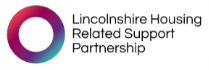 Lincolnshire Housing
Related Support
Partnership